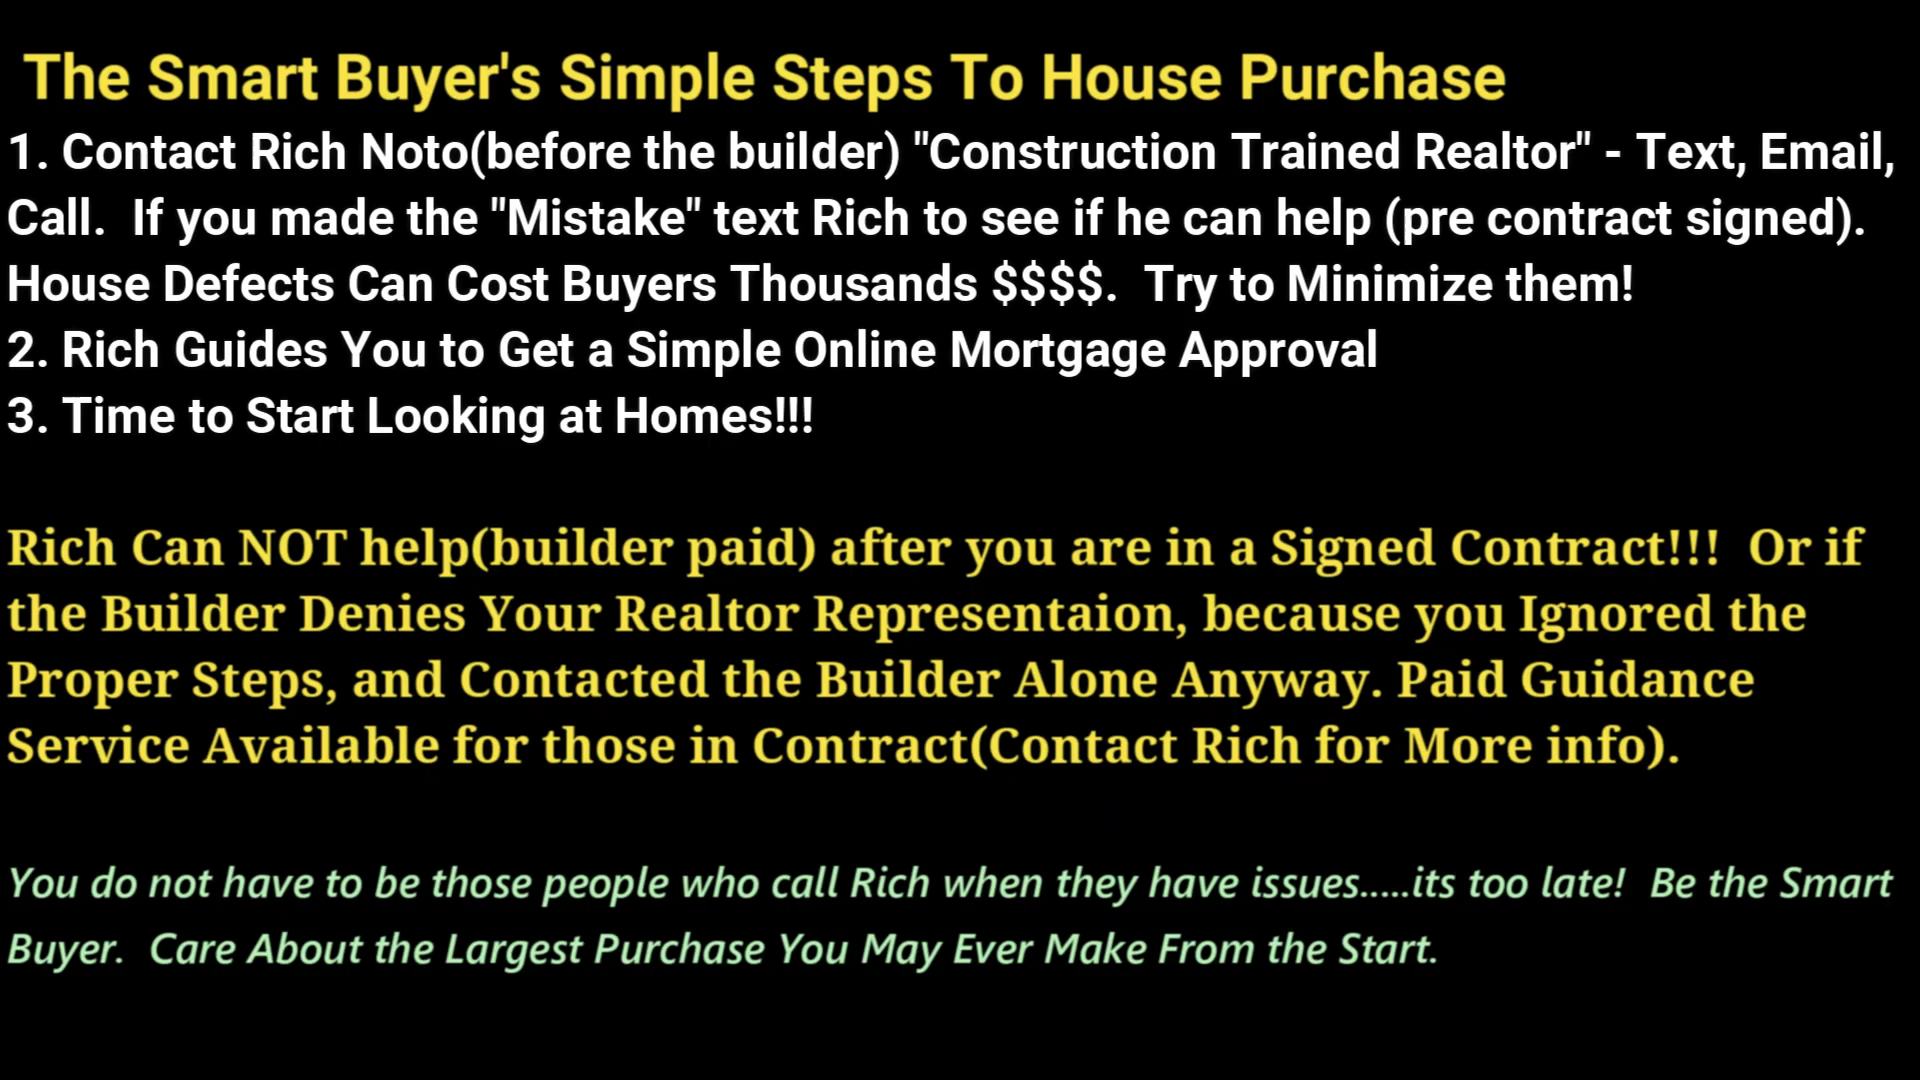 The Smart Buyer's Simple Steps To House Purchase
1. Contact Rich Noto(before the builder) "Construction Trained Realtor" - Text, Email,
Call.  If you made the "Mistake" text Rich to see if he can help (pre contract signed).
House Defects Can Cost Buyers Thousands $$$$.  Try to Minimize them!
2. Rich Guides You to Get a Simple Online Mortgage Approval
3. Time to Start Looking at Homes!!!
Rich Can NOT help(builder paid) after you are in a Signed Contract!!!  Or if
the Builder Denies Your Realtor Representaion, because you Ignored the
Proper Steps, and Contacted the Builder Alone Anyway. Paid Guidance
Service Available for those in Contract(Contact Rich for More info).
You do not have to be those people who call Rich when they have issues.....its too late!  Be the Smart
Buyer.  Care About the Largest Purchase You May Ever Make From the Start.